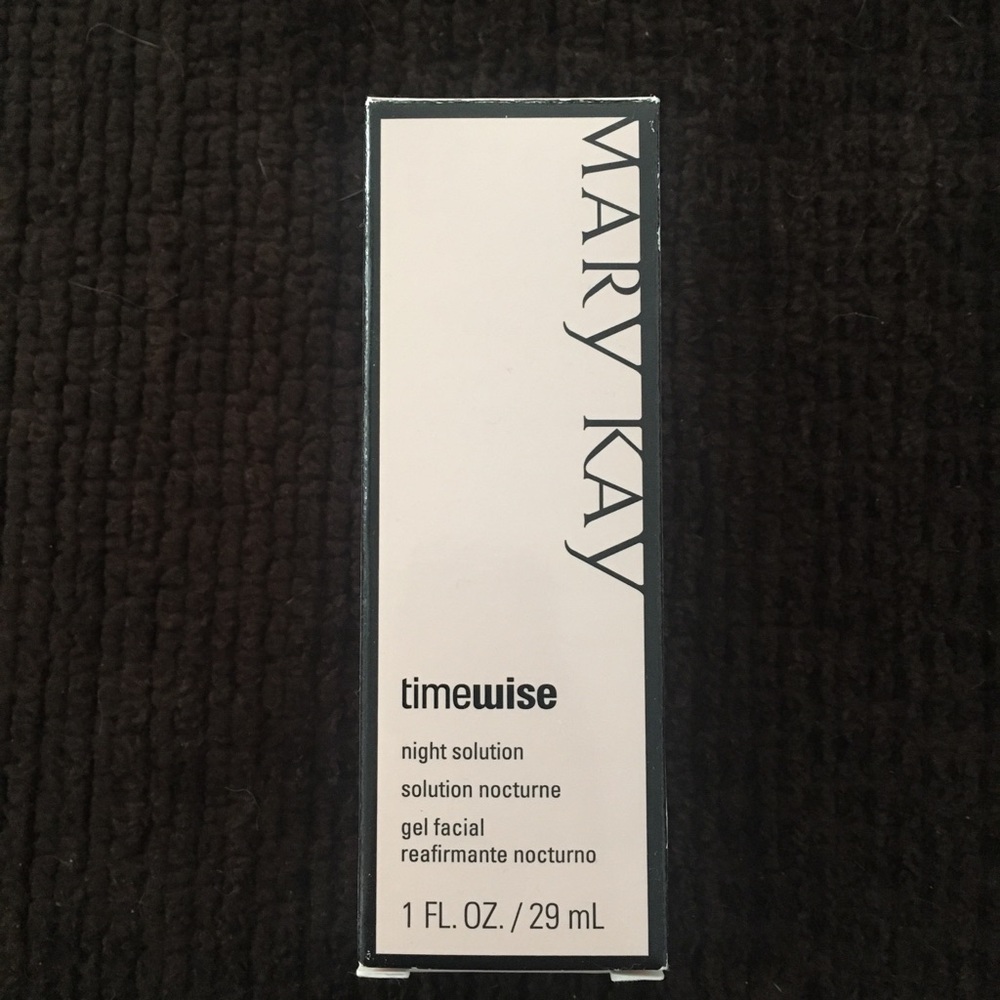 MARY KAY
timewise
night solution
solution nocturne
gel facial
reafirmante nocturno
1 FL. OZ. / 29 mL